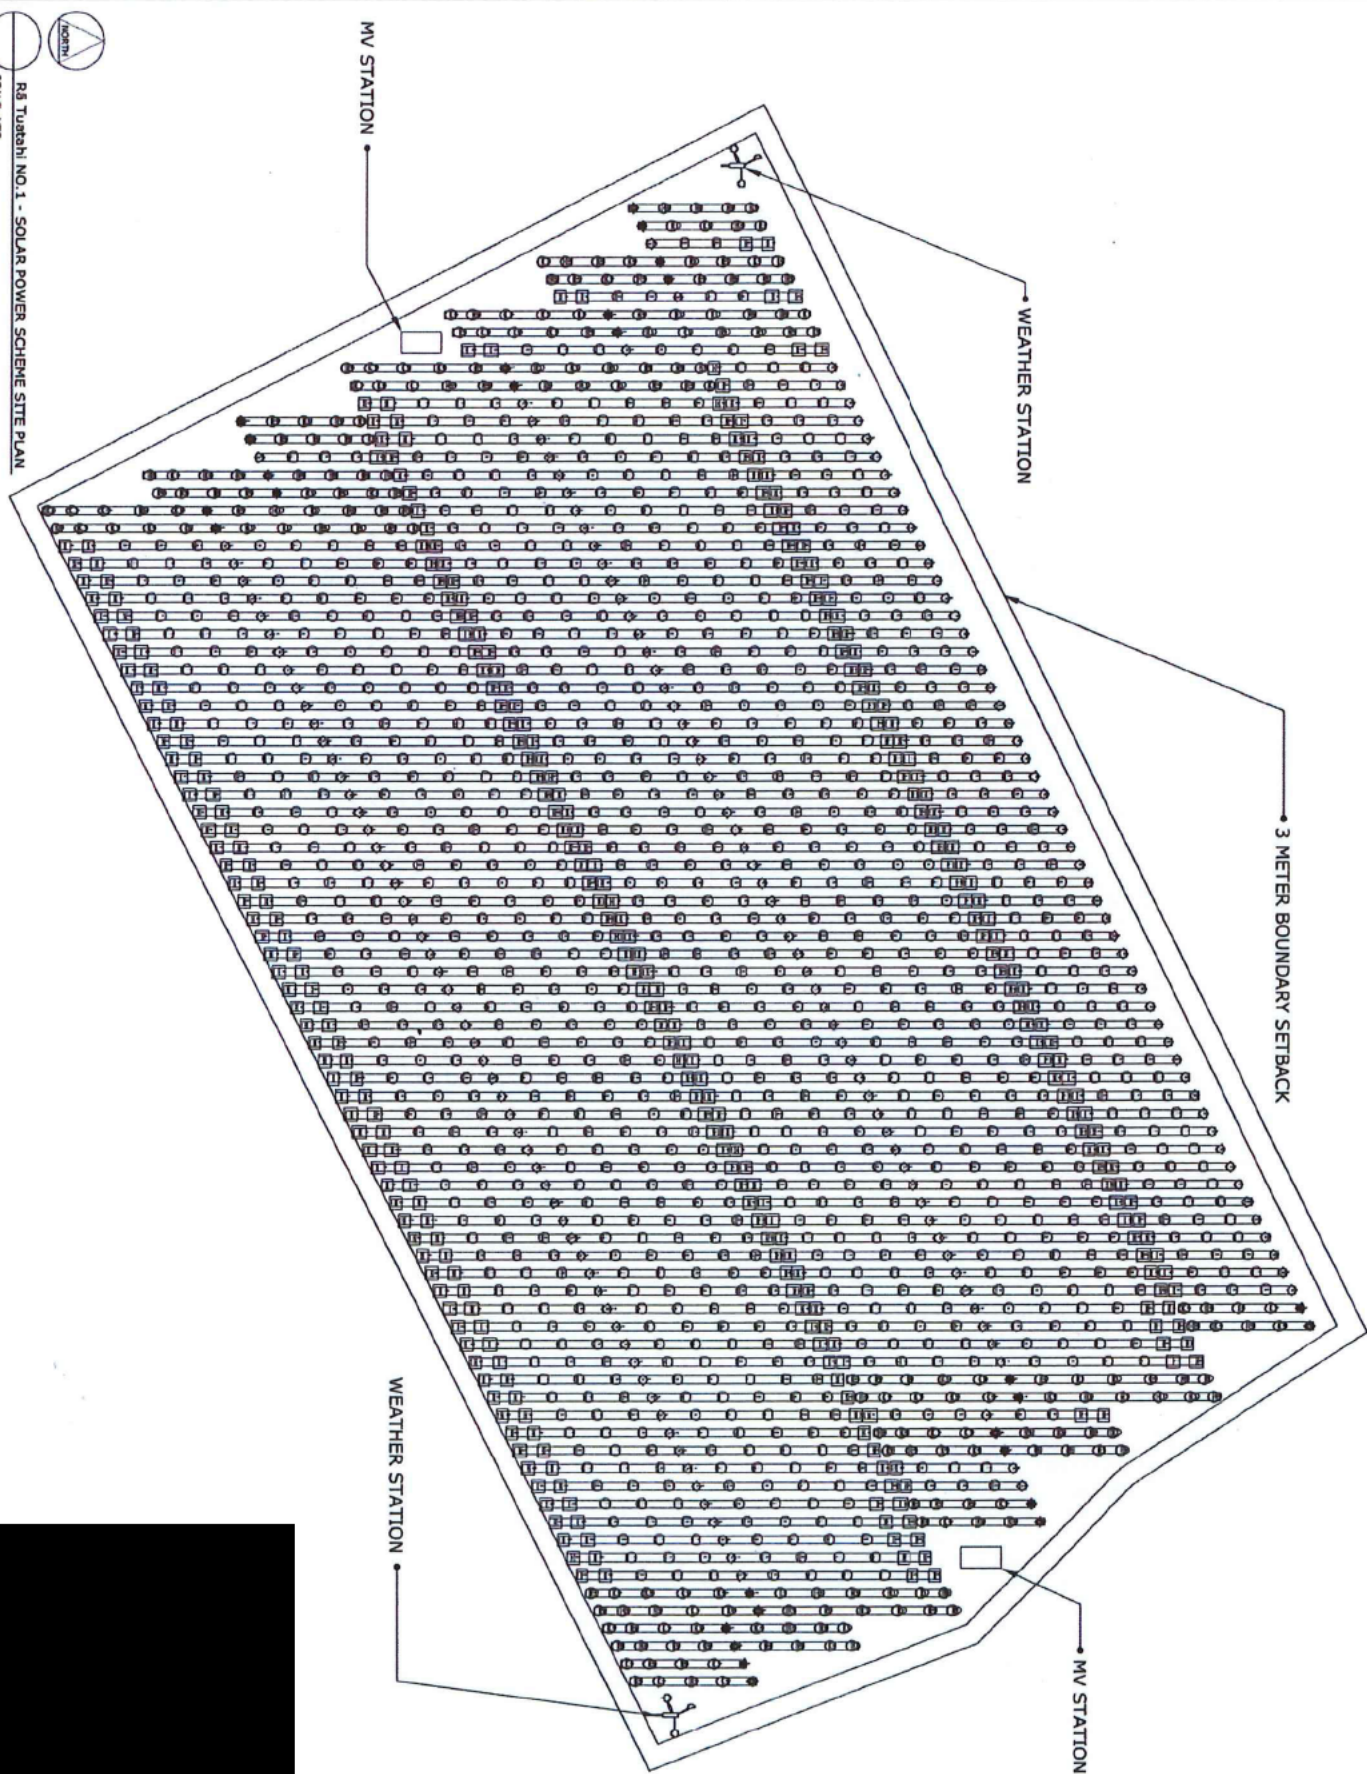 MV STATION
WEATHER STATION
3 METER BOUNDARY SETBACK
WEATHER STATION
MV STATION
NORTH
Rā Tuatahi NO.1 - SOLAR POWER SCHEME SITE PLAN